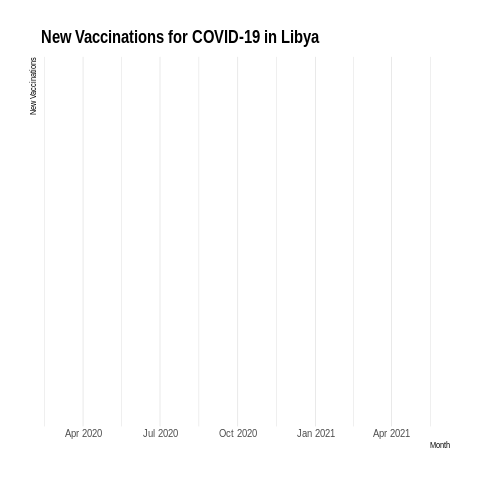 New Vaccinations for COVID-19 in Libya
New Vaccinations
Apr 2020
Jul 2020
Oct 2020
Jan 2021
Apr 2021
Month